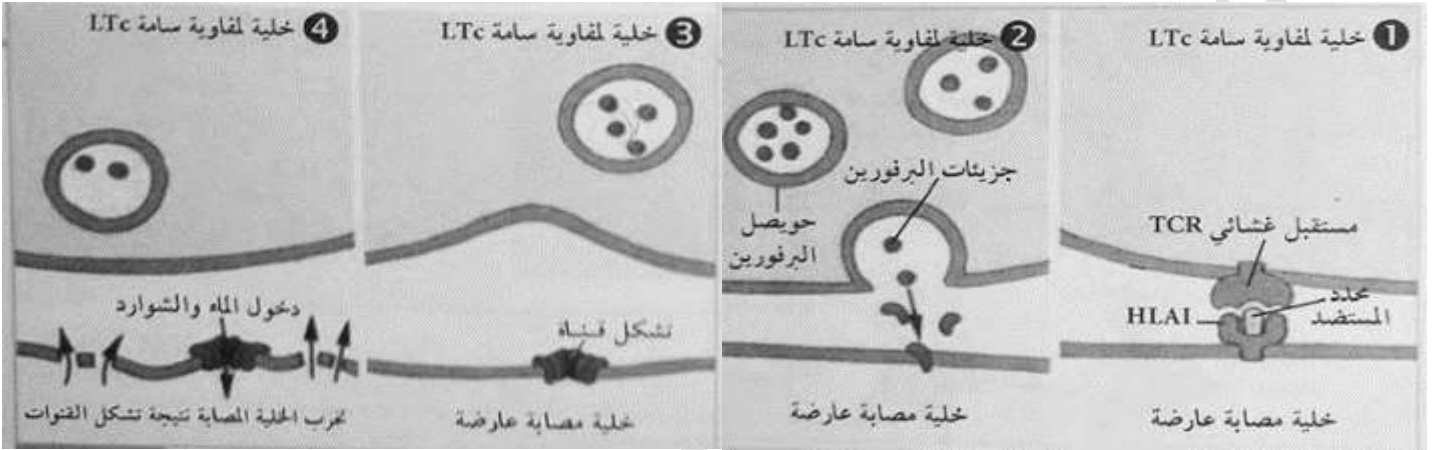 ❶ خلية لمفاوية سامة LTc
مستقبل غشائي TCR
محدد
المستضد
HLAI
خلية مصابة عارضة
❷ خلية لمفاوية سامة LTc
جزيئات البرفورين
حويصل
البرفورين
خلية مصابة عارضة
❸ خلية لمفاوية سامة LTc
تشكل قناة
خلية مصابة عارضة
❹ خلية لمفاوية سامة LTc
دخول الماء والشوارد
تخرب الخلية المصابة نتيجة تشكل القنوات